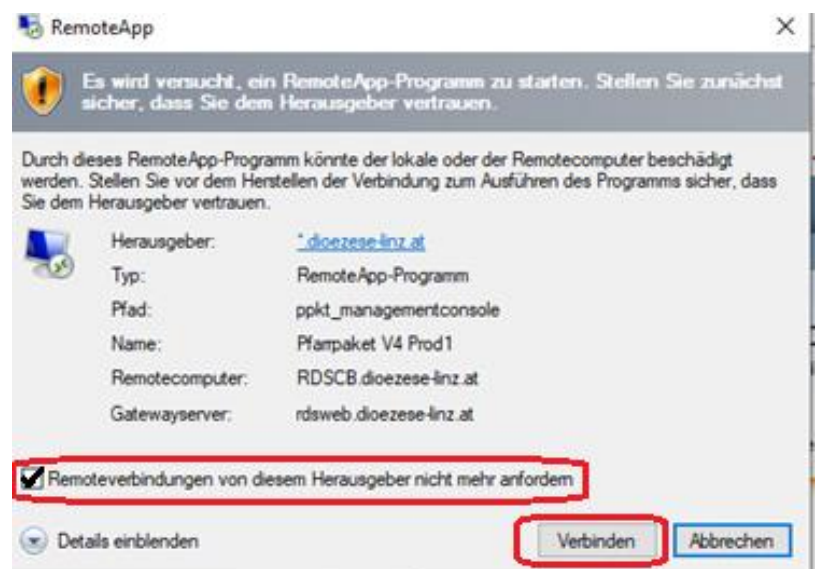 RemoteApp
Es wird versucht, ein RemoteApp-Programm zu starten. Stellen Sie zunächst
sicher, dass Sie dem Herausgeber vertrauen.
Durch dieses RemoteApp-Programm könnte der lokale oder der Remotecomputer beschädigt
werden. Stellen Sie vor dem Herstellen der Verbindung zum Ausführen des Programms sicher, dass
Sie dem Herausgeber vertrauen.
Herausgeber: *.dioezese-linz.at
Typ: RemoteApp-Programm
Pfad: ppkt_managementconsole
Name: Pfarrpaket V4 Prod1
Remotecomputer: RDSCB.dioezese-linz.at
Gatewayserver: rdsweb.dioezese-linz.at
Remoteverbindungen von diesem Herausgeber nicht mehr anfordern
Details einblenden Verbinden Abbrechen